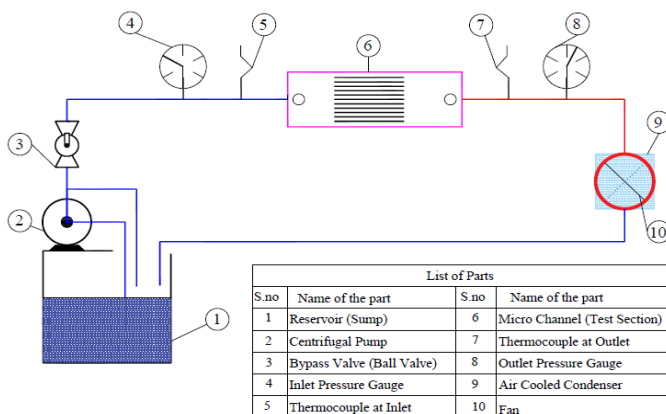 4
5
6
7
8
3
9
2
10
1
List of Parts
S.no Name of the part S.no Name of the part
1 Reservoir (Sump) 6 Micro Channel (Test Section)
2 Centrifugal Pump 7 Thermocouple at Outlet
3 Bypass Valve (Ball Valve) 8 Outlet Pressure Gauge
4 Inlet Pressure Gauge 9 Air Cooled Condenser
5 Thermocouple at Inlet 10 Fan